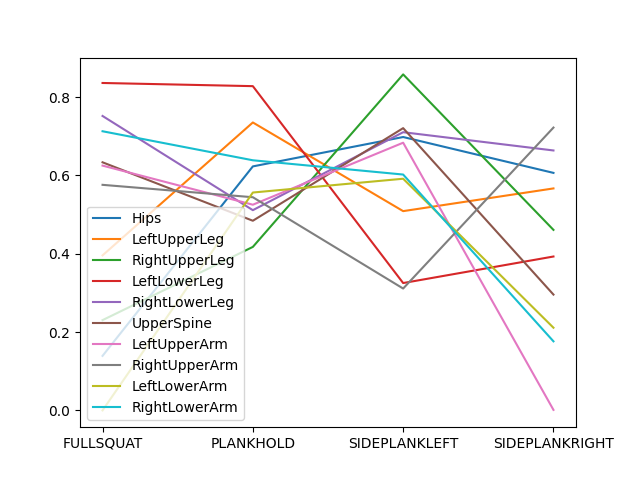 0.8
0.6
0.4
0.2
0.0
Hips
LeftUpperLeg
RightUpperLeg
LeftLowerLeg
RightLowerLeg
UpperSpine
LeftUpperArm
RightUpperArm
LeftLowerArm
RightLowerArm
FULLSQUAT PLANKHOLD SIDEPLANKLEFT SIDEPLANKRIGHT